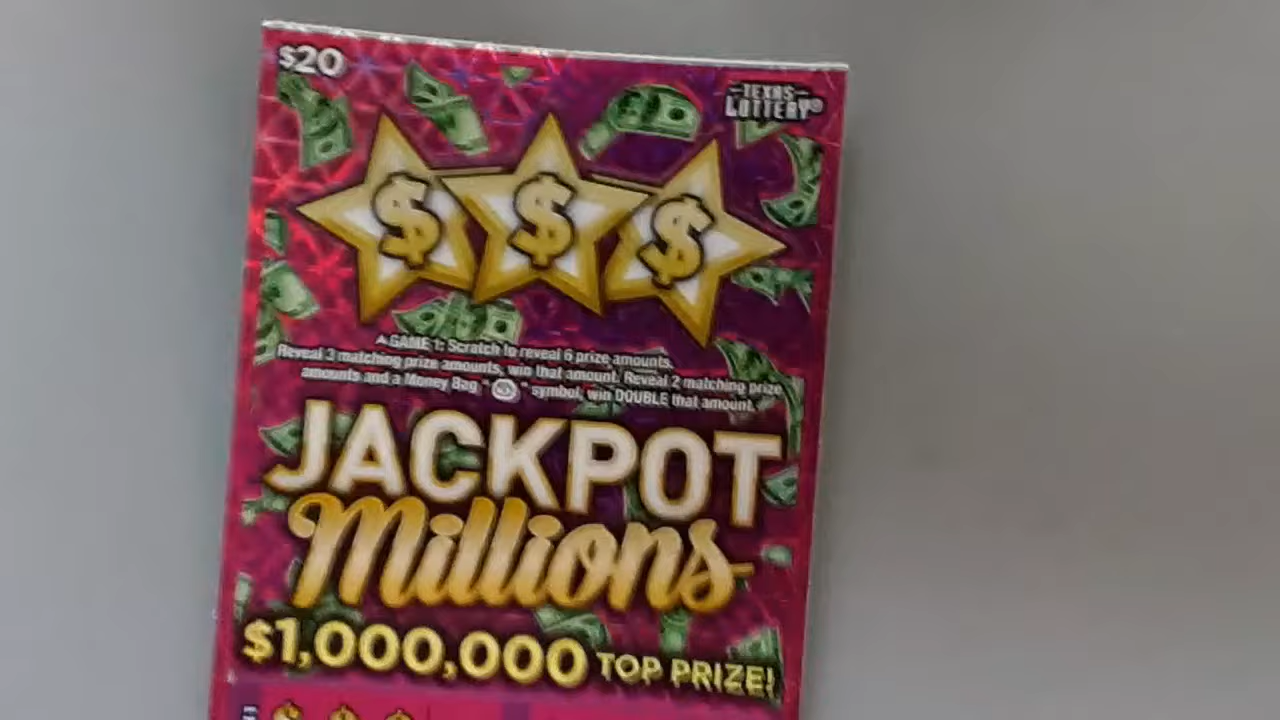 $20
TEXAS
LOTTERY®
$ $ $
GAME 1: Scratch to reveal 6 prize amounts.
Reveal 3 matching prize amounts, win that amount. Reveal 2 matching prize
amounts and a Money Bag " " symbol, win DOUBLE that amount.
JACKPOT
Millions
$1,000,000 TOP PRIZE!